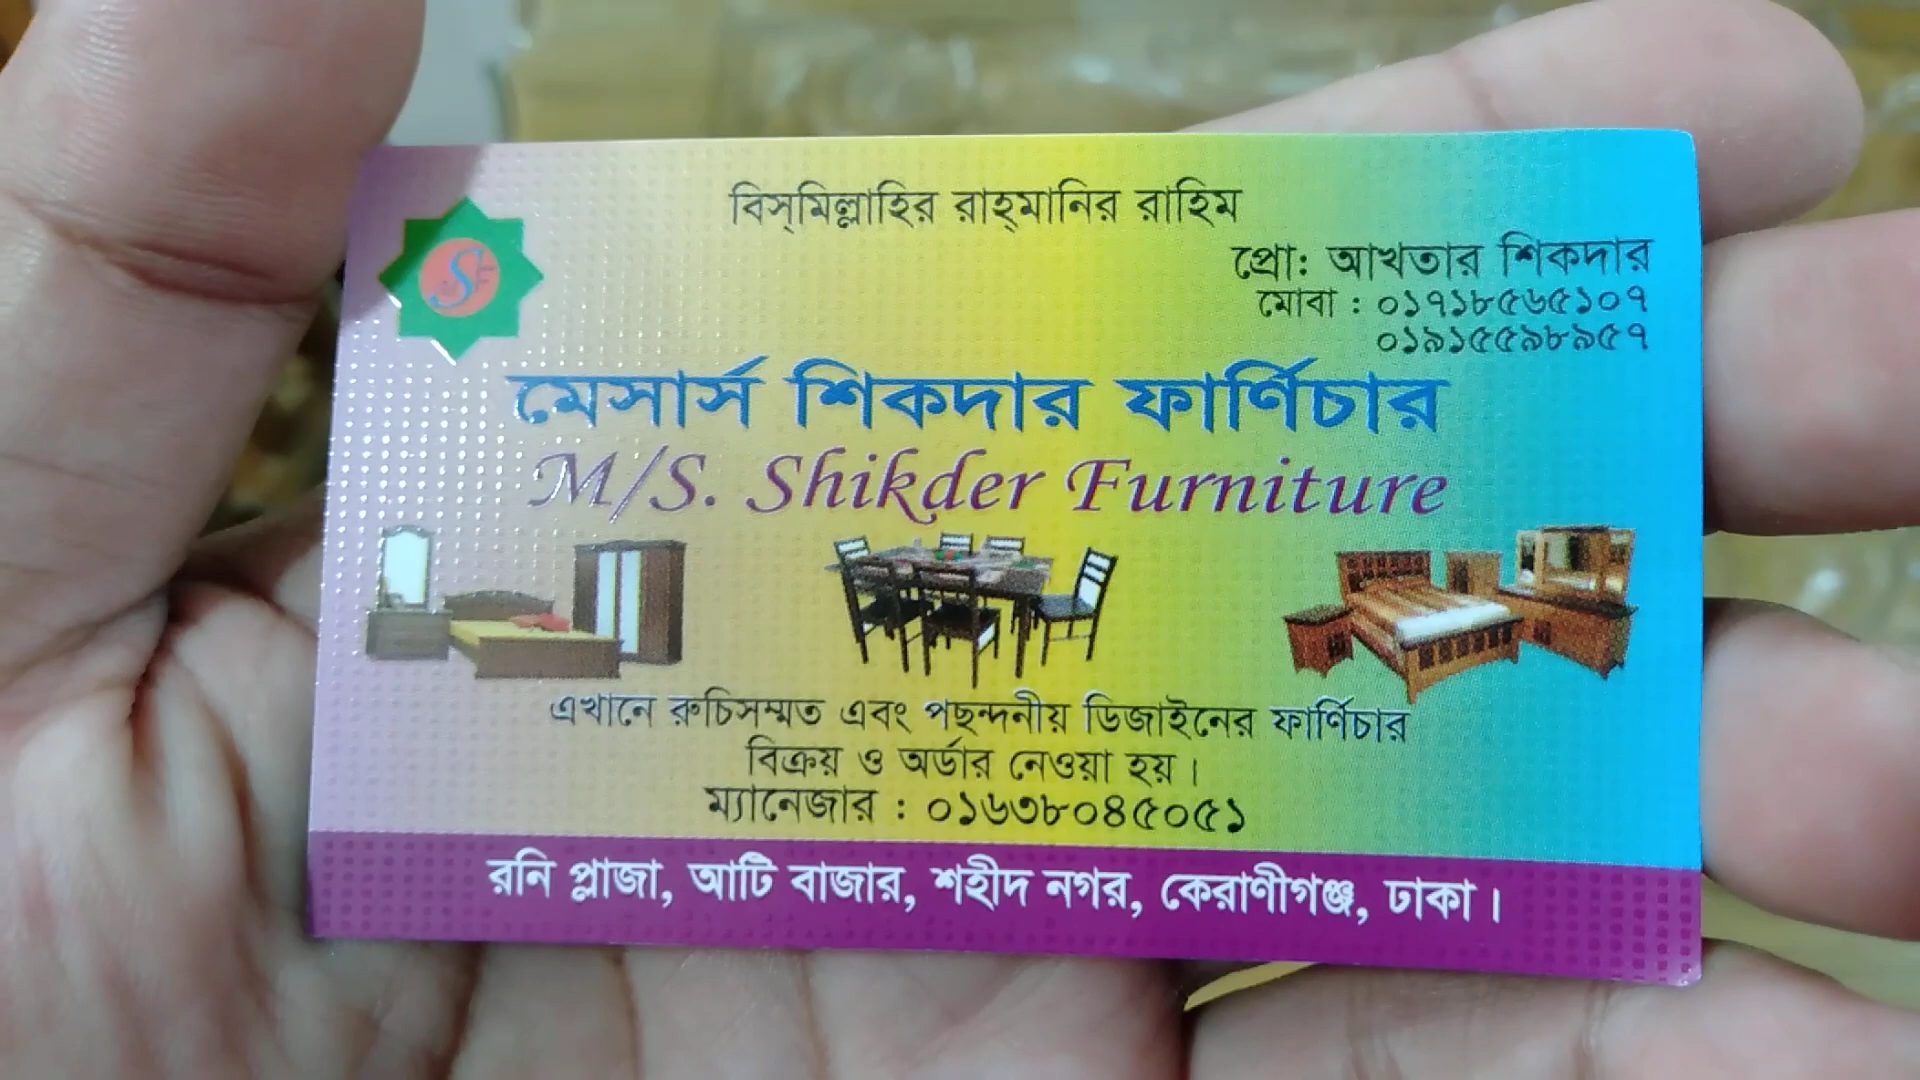 বিস্‌মিল্লাহির রাহ্‌মানির রাহিম
প্রো: আখতার শিকদার
মোবা : ০১৭১৮৫৬৫১০৭
০১৯১৫৫৯৮৯৫৭
মেসার্স শিকদার ফার্ণিচার
M/S. Shikder Furniture
এখানে রুচিসম্মত এবং পছন্দনীয় ডিজাইনের ফার্ণিচার
বিক্রয় ও অর্ডার নেওয়া হয়।
ম্যানেজার : ০১৬৩৮০৪৫০৫১
রনি প্লাজা, আটি বাজার, শহীদ নগর, কেরাণীগঞ্জ, ঢাকা।